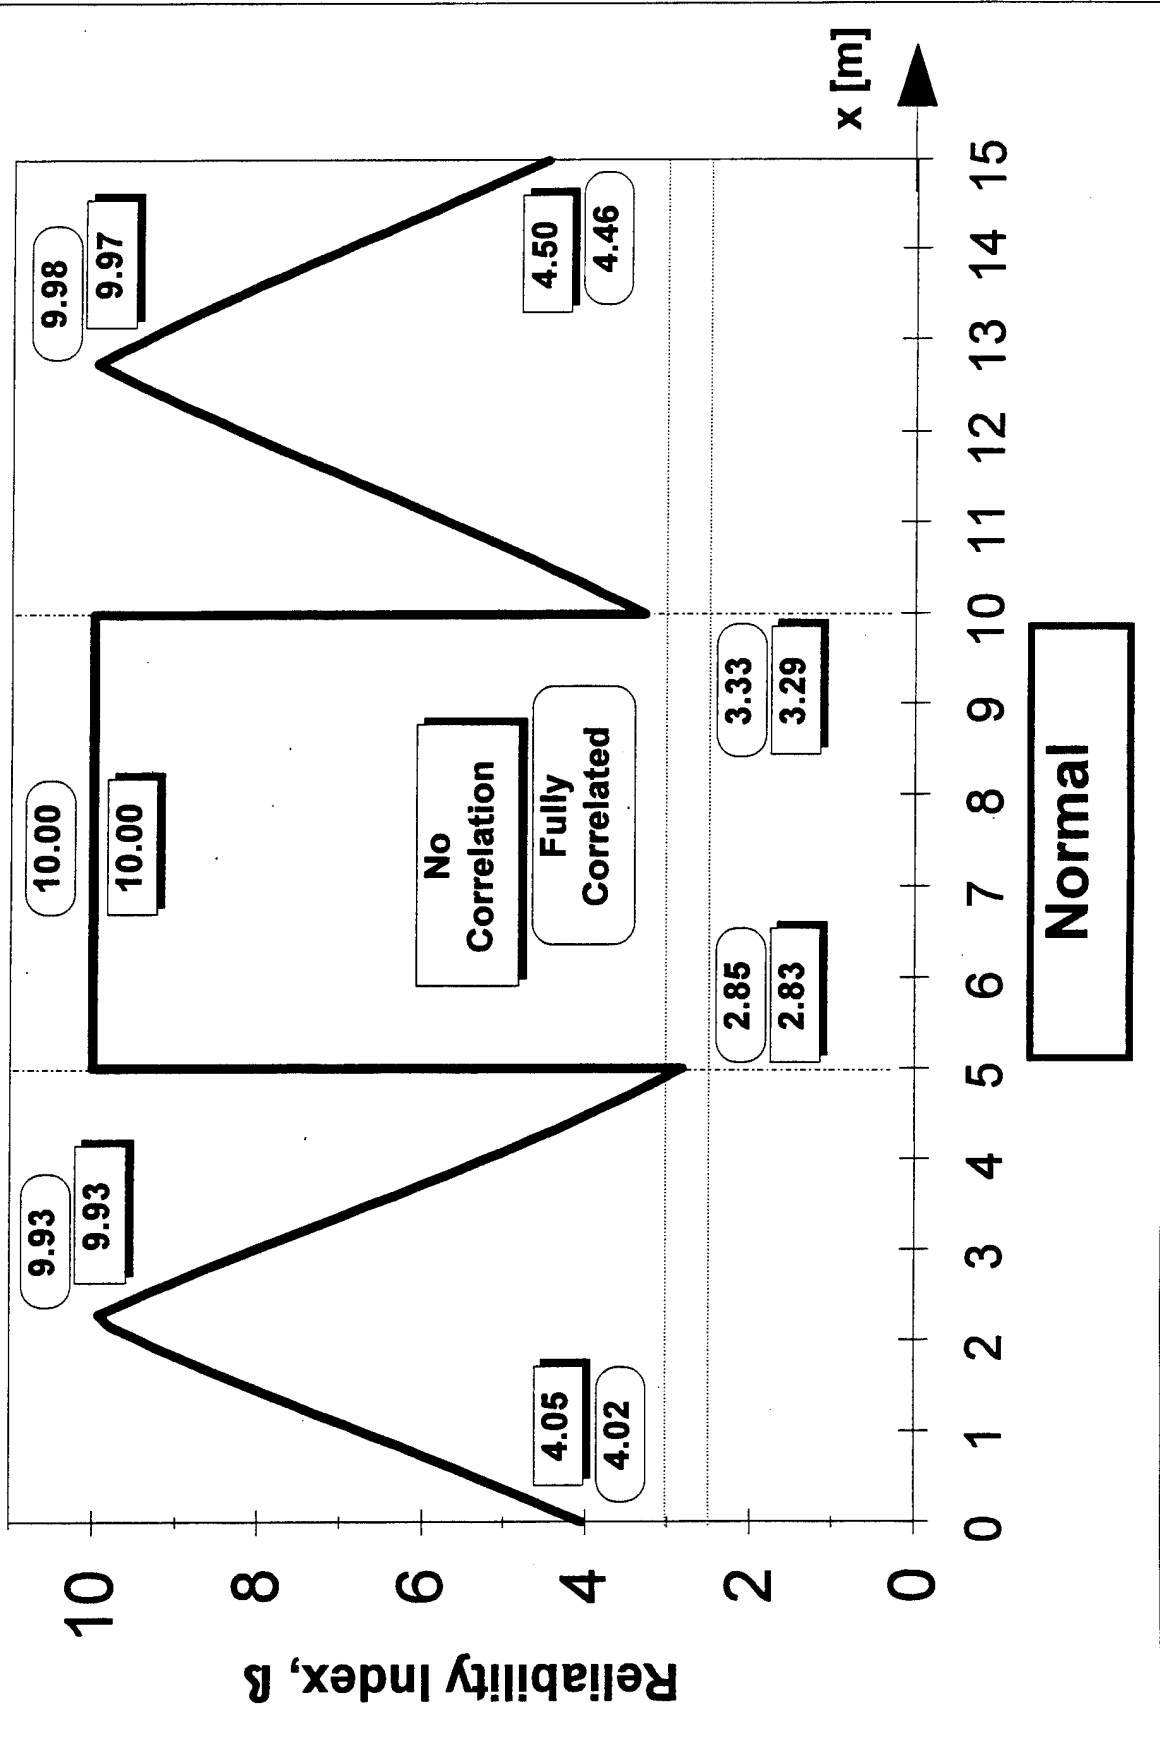 Reliability Index, ß
10
8
6
4
2
0
9.93
9.93
10.00
10.00
9.98
9.97
4.05
4.02
No
Correlation
Fully
Correlated
4.50
4.46
2.85
2.83
3.33
3.29
x [m]
0 1 2 3 4 5 6 7 8 9 10 11 12 13 14 15
Normal